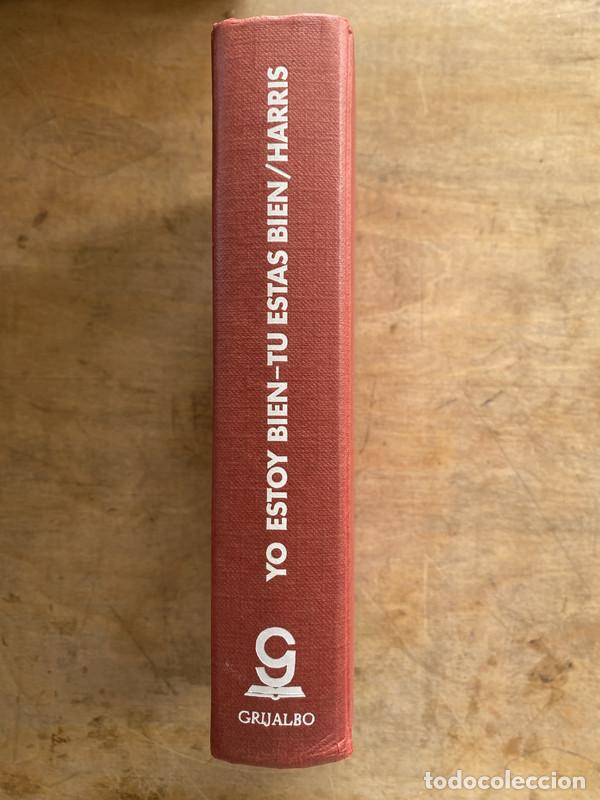 YO ESTOY BIEN-TU ESTAS BIEN/HARRIS
GRIJALBO
todocoleccion